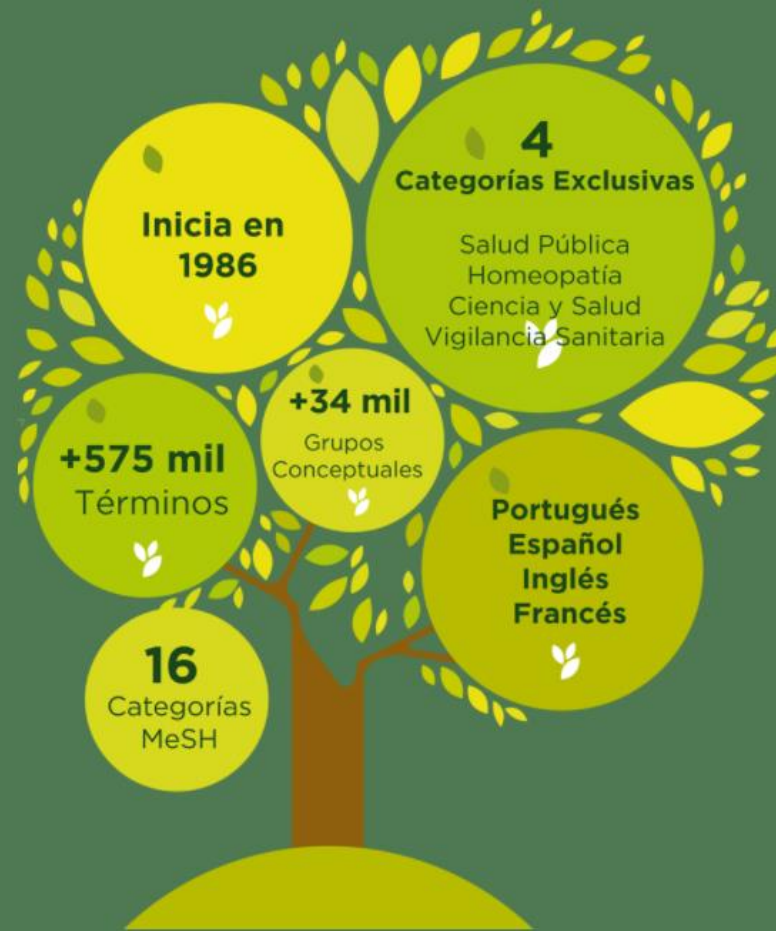 Inicia en
1986
4
Categorías Exclusivas
Salud Pública
Homeopatía
Ciencia y Salud
Vigilancia Sanitaria
+34 mil
Grupos
Conceptuales
+575 mil
Términos
Portugués
Español
Inglés
Francés
16
Categorías
MeSH